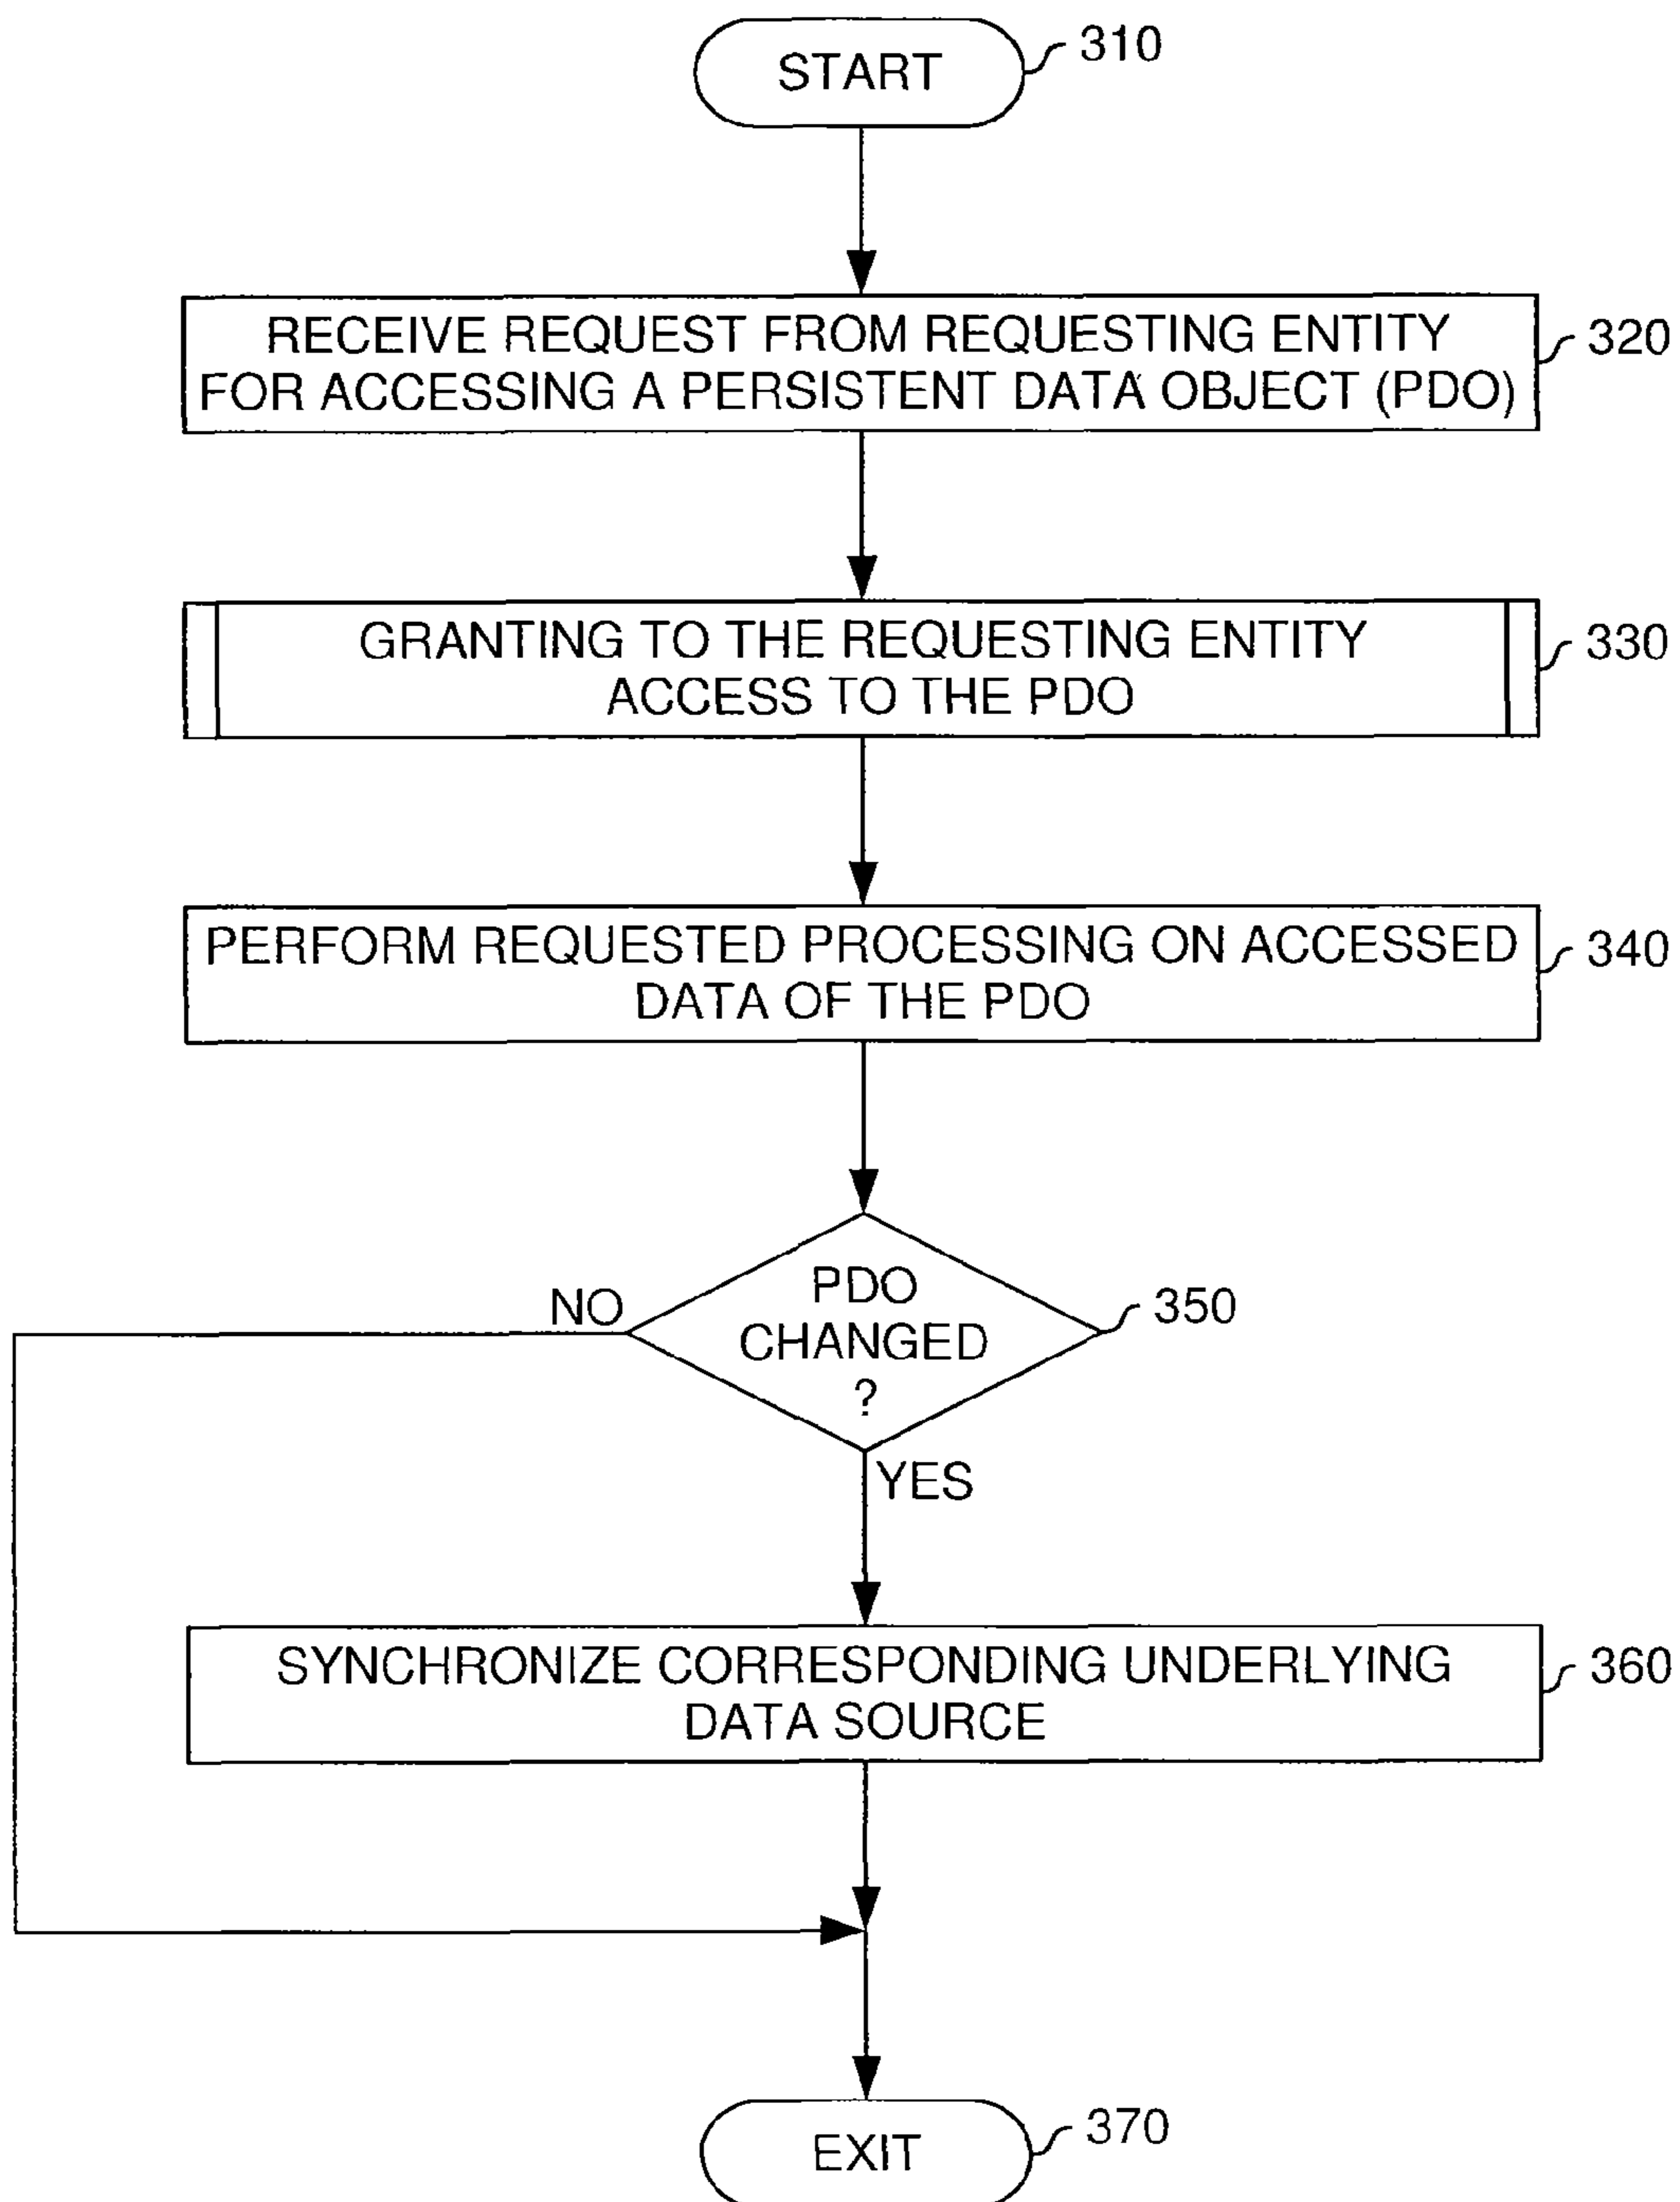 START
310
RECEIVE REQUEST FROM REQUESTING ENTITY
FOR ACCESSING A PERSISTENT DATA OBJECT (PDO)
320
GRANTING TO THE REQUESTING ENTITY
ACCESS TO THE PDO
330
PERFORM REQUESTED PROCESSING ON ACCESSED
DATA OF THE PDO
340
NO
PDO
CHANGED
?
350
YES
SYNCHRONIZE CORRESPONDING UNDERLYING
DATA SOURCE
360
EXIT
370